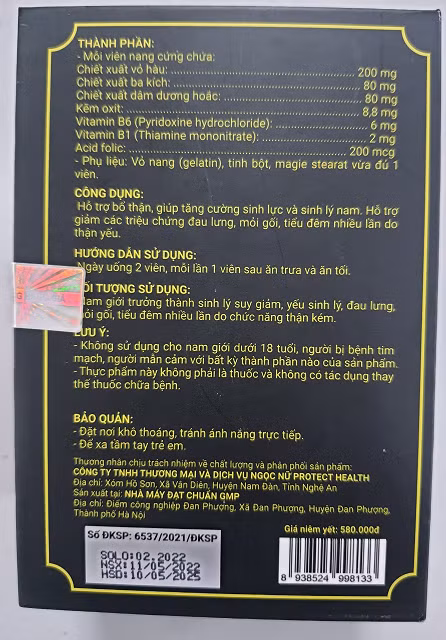 THÀNH PHẦN:
- Mỗi viên nang cứng chứa:
Chiết xuất vỏ hàu: 200 mg
Chiết xuất ba kích: 80 mg
Chiết xuất dâm dương hoắc: 80 mg
Kẽm oxit: 8,8 mg
Vitamin B6 (Pyridoxine hydrochloride): 6 mg
Vitamin B1 (Thiamine mononitrate): 2 mg
Acid folic: 200 mcg
- Phụ liệu: Vỏ nang (gelatin), tinh bột, magie stearat vừa đủ 1
viên.
CÔNG DỤNG:
Hỗ trợ bổ thận, giúp tăng cường sinh lực và sinh lý nam. Hỗ trợ
giảm các triệu chứng đau lưng, mỏi gối, tiểu đêm nhiều lần do
thận yếu.
HƯỚNG DẪN SỬ DỤNG:
Ngày uống 2 viên, mỗi lần 1 viên sau ăn trưa và ăn tối.
ỐI TƯỢNG SỬ DỤNG:
Nam giới trưởng thành sinh lý suy giảm, yếu sinh lý, đau lưng,
ỏi gối, tiểu đêm nhiều lần do chức năng thận kém.
LƯU Ý:
- Không sử dụng cho nam giới dưới 18 tuổi, người bị bệnh tim
mạch, người mẫn cảm với bất kỳ thành phần nào của sản phẩm.
- Thực phẩm này không phải là thuốc và không có tác dụng thay
thế thuốc chữa bệnh.
BẢO QUẢN:
- Đặt nơi khô thoáng, tránh ánh nắng trực tiếp.
- Để xa tầm tay trẻ em.
Thương nhân chịu trách nhiệm về chất lượng và phân phối sản phẩm:
CÔNG TY TNHH THƯƠNG MẠI VÀ DỊCH VỤ NGỌC NỮ PROTECT HEALTH
Địa chỉ: Xóm Hồ Sơn, Xã Vân Diên, Huyện Nam Đàn, Tỉnh Nghệ An
Sản xuất tại: NHÀ MÁY ĐẠT CHUẨN GMP
Địa chỉ: Điểm công nghiệp Đan Phượng, Xã Đan Phượng, Huyện Đan Phượng,
Thành phố Hà Nội
Giá niêm yết: 580.000đ
Số ĐKSP: 6537/2021/ĐKSP
SOLO:02.2022
NSX:11/05/2022
HSD:10/05/2025
8 938524 998133